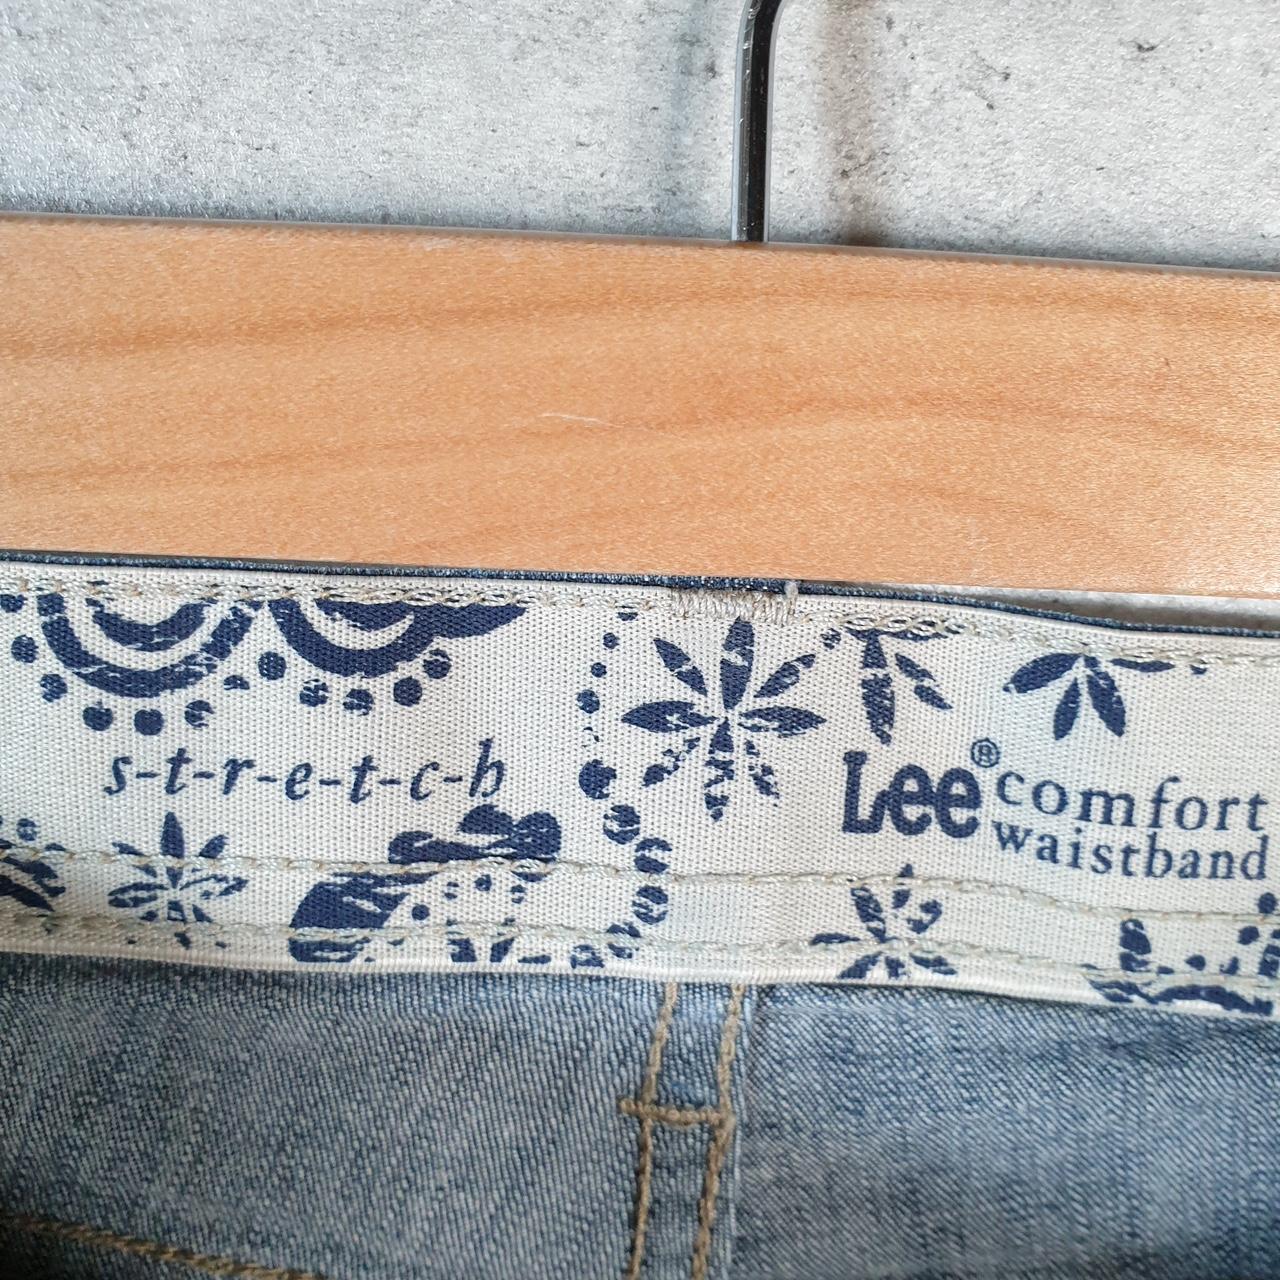 s-t-r-e-t-c-h
Lee® comfort
waistband